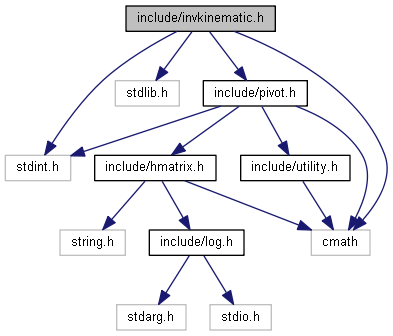 include/invkinematic.h
stdlib.h
include/pivot.h
stdint.h
include/hmatrix.h
include/utility.h
string.h
include/log.h
cmath
stdarg.h
stdio.h